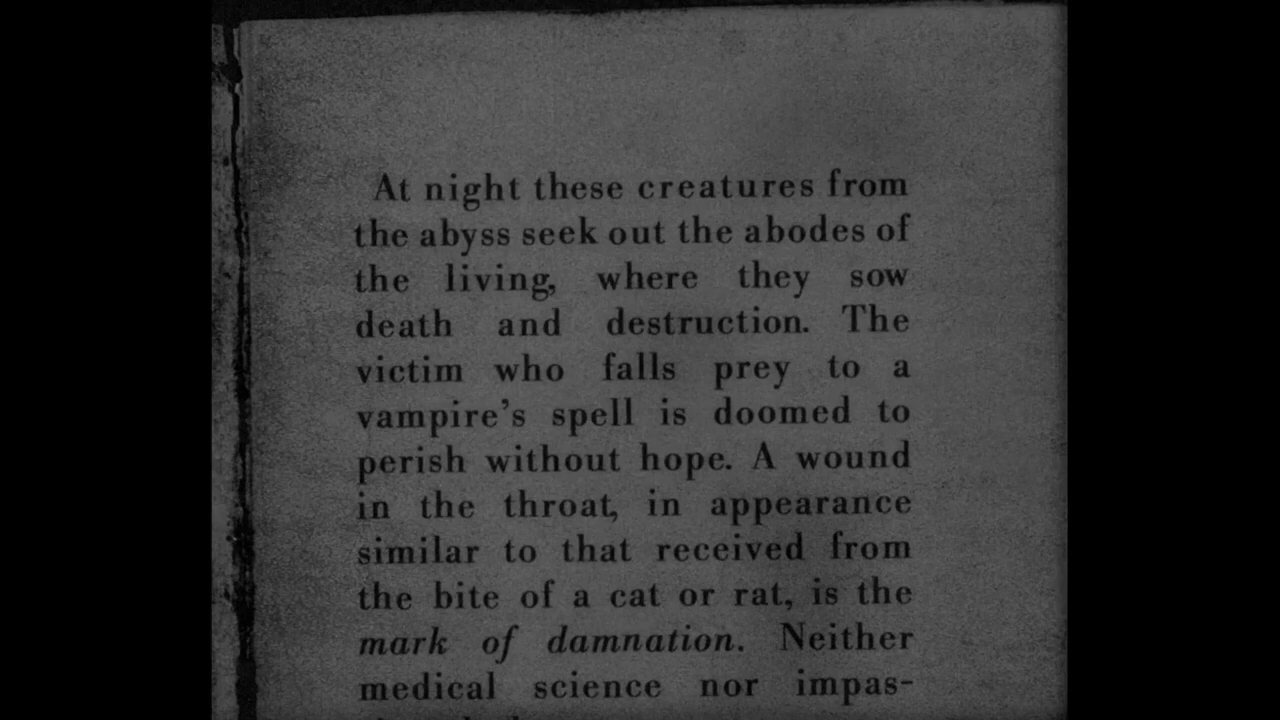 At night these creatures from
the abyss seek out the abodes of
the living, where they sow
death and destruction. The
victim who falls prey to a
vampire's spell is doomed to
perish without hope. A wound
in the throat, in appearance
similar to that received from
the bite of a cat or rat, is the
mark of damnation. Neither
medical science nor impas-